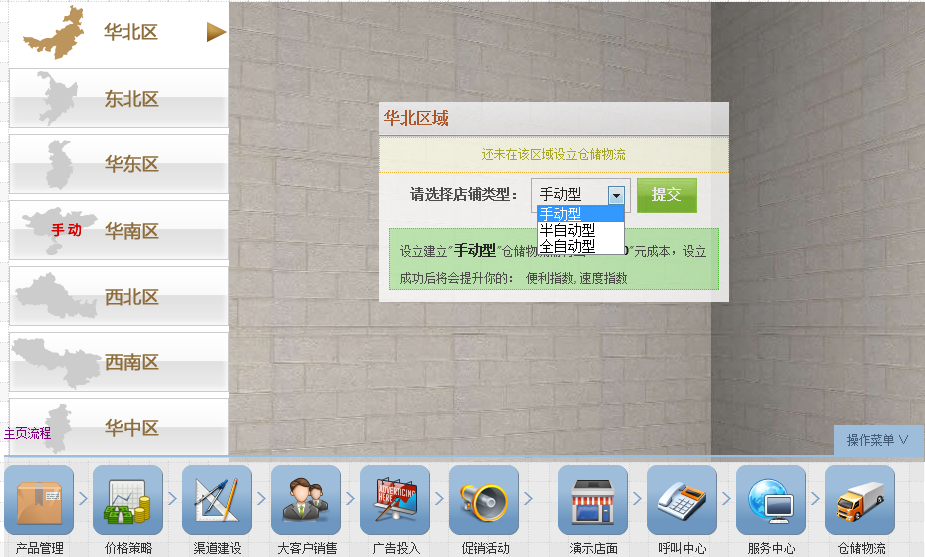 华北区
东北区
华东区
手动
华南区
西北区
西南区
华中区
华北区域
还未在该区域设立仓储物流
请选择店铺类型：
手动型
提交
手动型
半自动型
全自动型
设立建立"手动型"仓储物流 0"元成本，设立
成功后将会提升你的： 便利指数,速度指数
主页流程
操作菜单 ∨
产品管理
价格策略
渠道建设
大客户销售
ADVERTISING HERE
广告投入
促销活动
演示店面
呼叫中心
服务中心
仓储物流